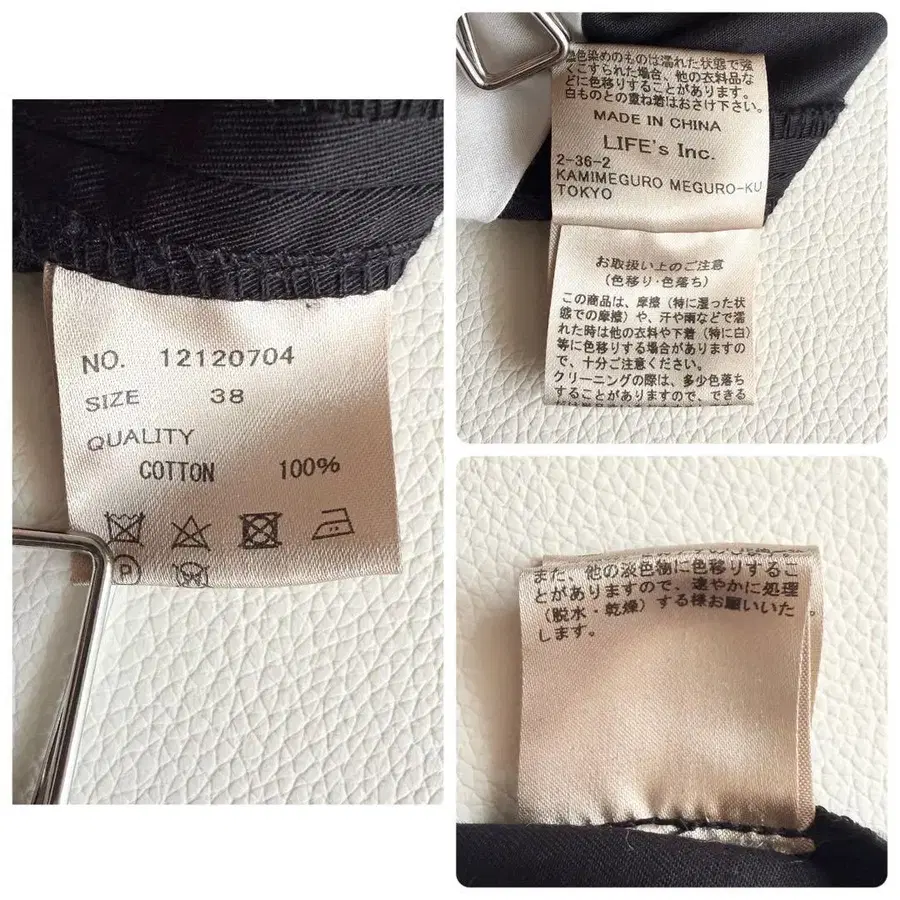 NO. 12120704
SIZE 38
QUALITY
COTTON 100%
P
色染めのものは濡れた状態で強
くこすられた場合、他の衣料品な
どに色移りすることがあります。
白ものとの重ね着はおさけ下さい。
MADE IN CHINA
LIFE's Inc.
2-36-2
KAMIMEGURO MEGURO-KU
TOKYO
お取扱い上のご注意
(色移り・色落ち)
この商品は、摩擦(特に湿った状
態での摩擦)や、汗や雨などで濡
れた時は他の衣料や下着(特に白)
等に色移りする場合がありますの
で、十分ご注意ください。
クリーニングの際は、多少色落ち
することがありますので、できる
また、他の淡色物に色移りするこ
とがありますので、速やかに処理
(脱水・乾燥)する様お願いいた
します。